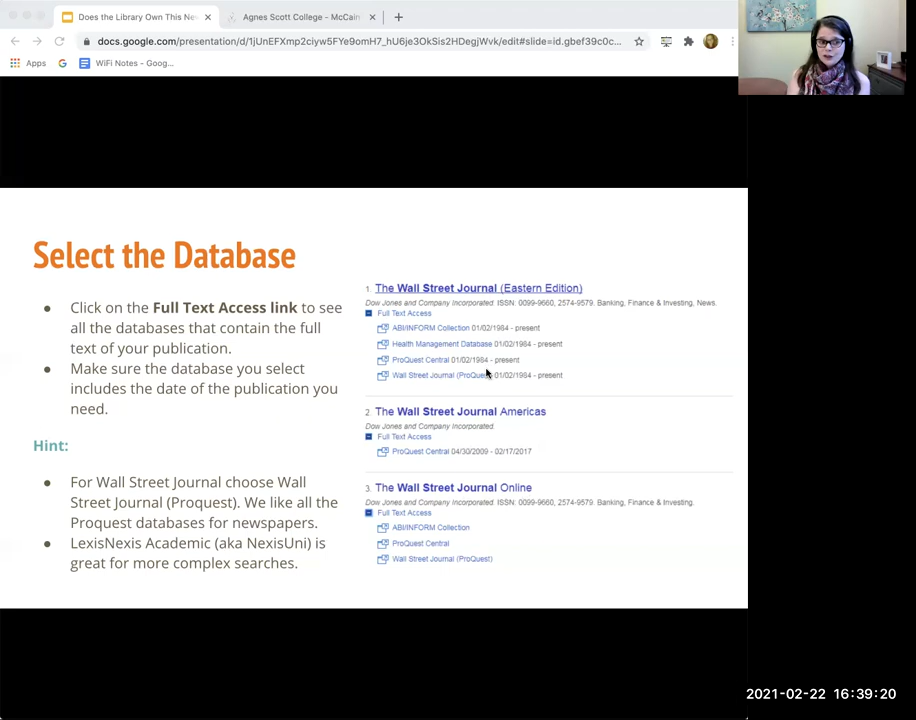 Does the Library Own This Ne
Agnes Scott College - McCain
docs.google.com/presentation/d/1jUnEFXmp2ciyw5FYe9omH7_hU6je3OkSis2HDegjWvk/edit#slide=id.gbef39c0c...
Apps
WiFi Notes - Goog...
Select the Database
● Click on the Full Text Access link to see
all the databases that contain the full
text of your publication.
● Make sure the database you select
includes the date of the publication you
need.
Hint:
● For Wall Street Journal choose Wall
Street Journal (Proquest). We like all the
Proquest databases for newspapers.
● LexisNexis Academic (aka NexisUni) is
great for more complex searches.
1. The Wall Street Journal (Eastern Edition)
Dow Jones and Company Incorporated. ISSN: 0099-9660, 2574-9579. Banking, Finance & Investing, News.
Full Text Access
ABI/INFORM Collection 01/02/1984 - present
Health Management Database 01/02/1984 - present
ProQuest Central 01/02/1984 - present
Wall Street Journal (ProQuest) 01/02/1984 - present
2. The Wall Street Journal Americas
Dow Jones and Company Incorporated.
Full Text Access
ProQuest Central 04/30/2009 - 02/17/2017
3. The Wall Street Journal Online
Dow Jones and Company Incorporated. ISSN: 0099-9660, 2574-9579. Banking, Finance & Investing.
Full Text Access
ABI/INFORM Collection
ProQuest Central
Wall Street Journal (ProQuest)
2021-02-22 16:39:20